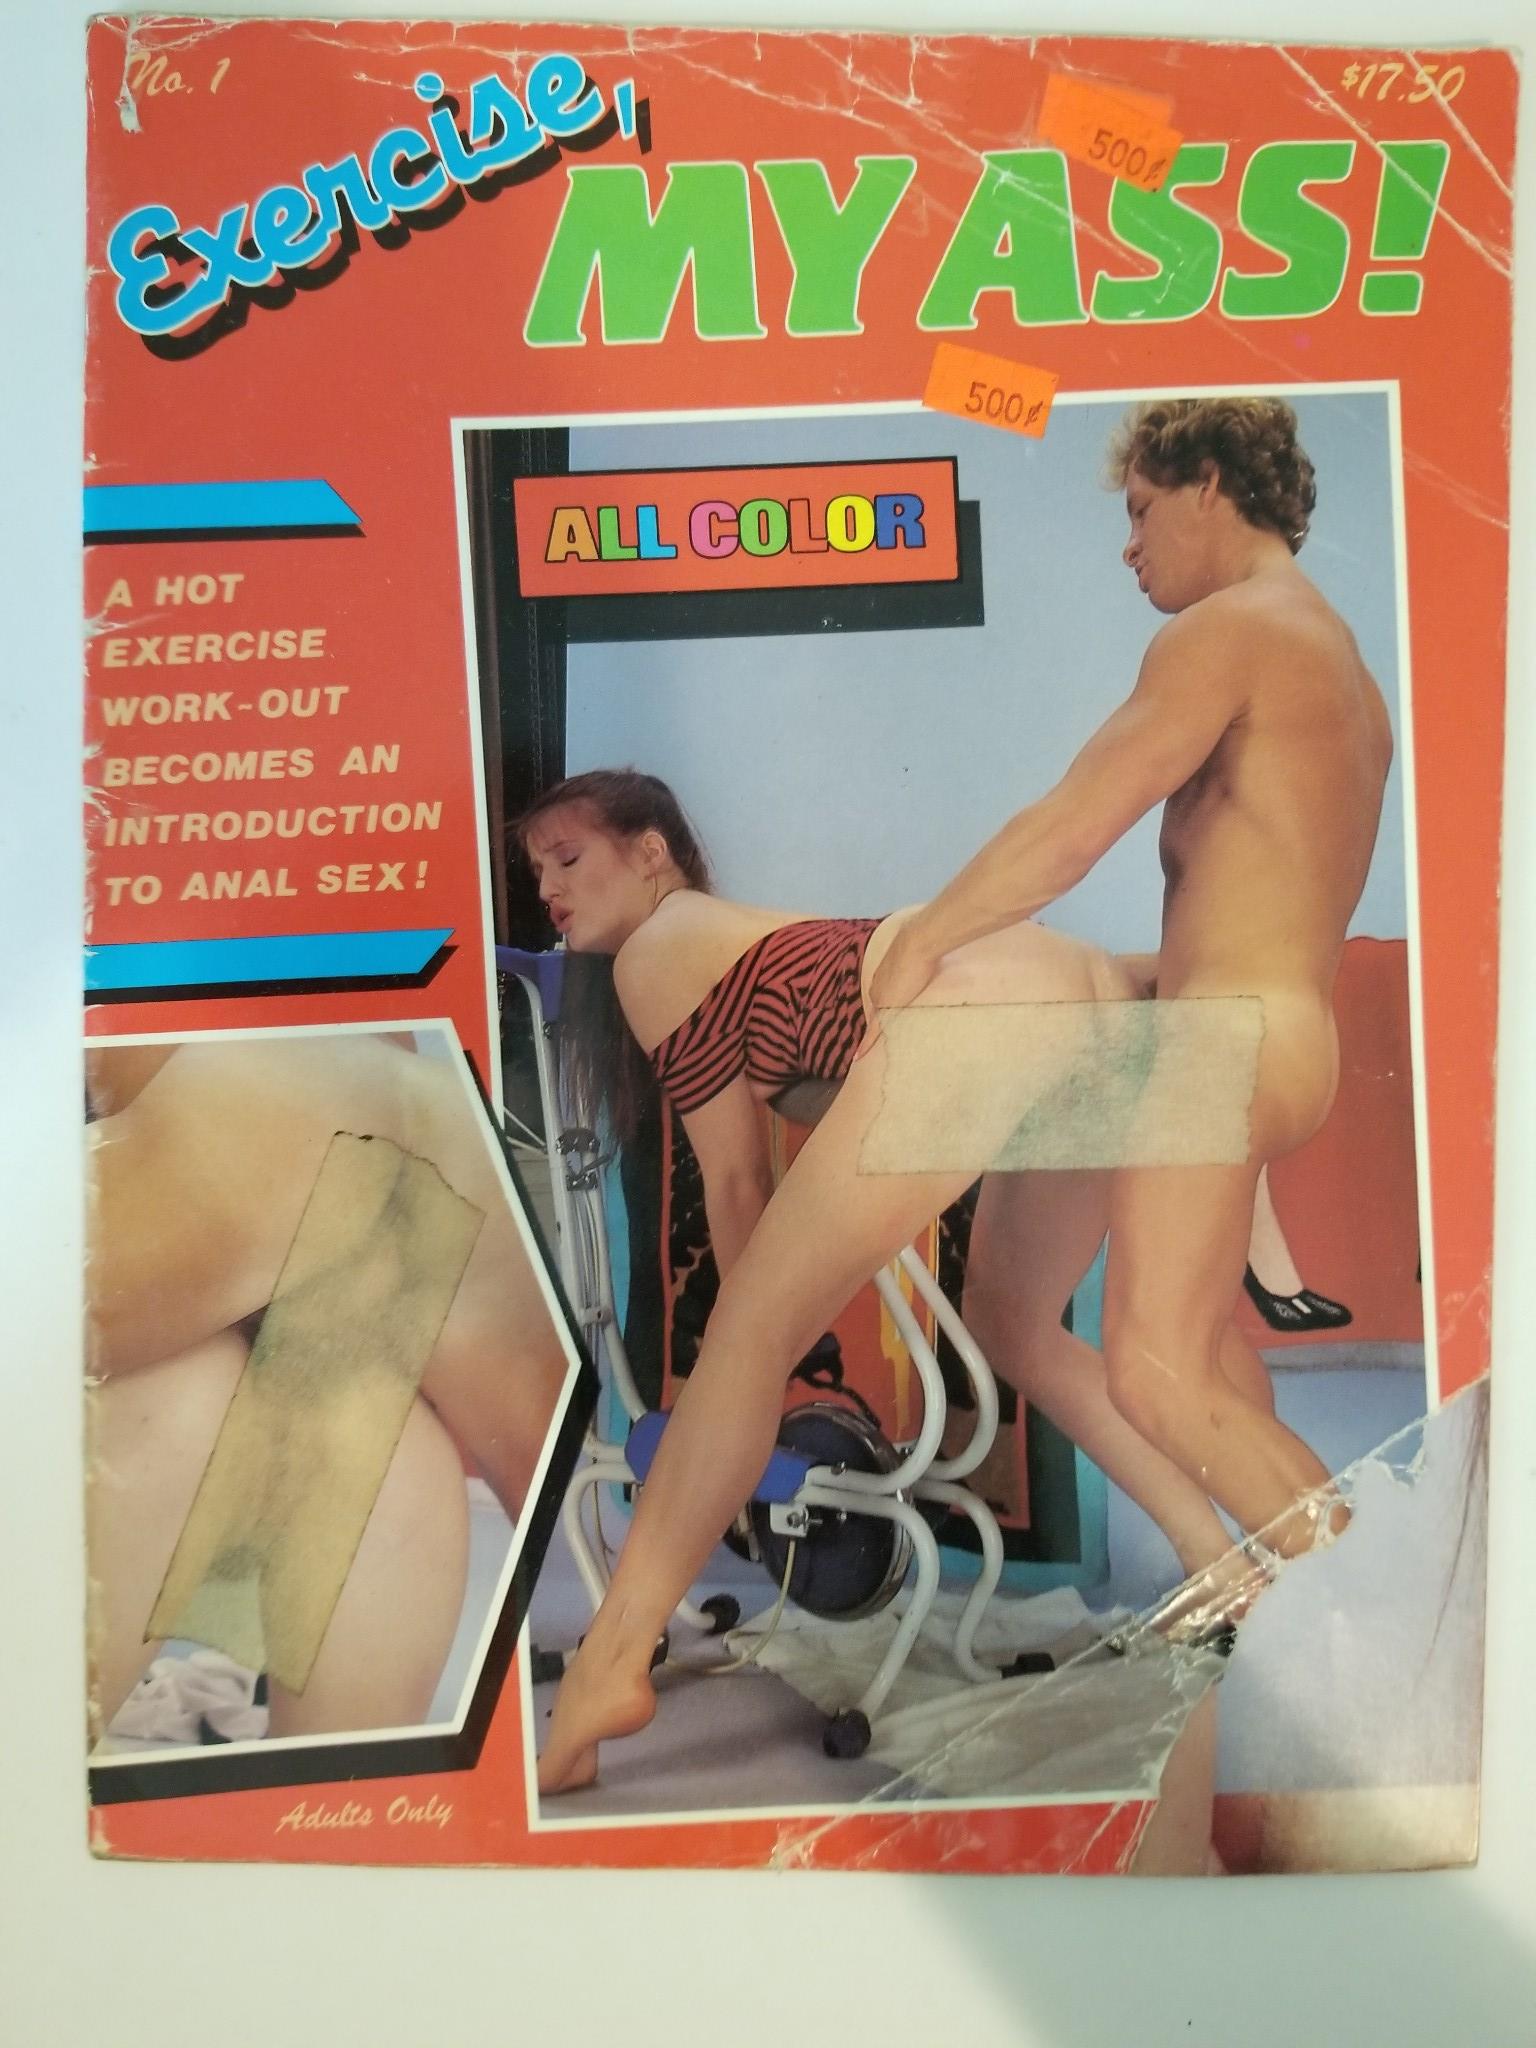 No. 1
$17.50
Exercise,
MY ASS!
500¢
500¢
ALL COLOR
A HOT
EXERCISE
WORK-OUT
BECOMES AN
INTRODUCTION
TO ANAL SEX!
Adults Only